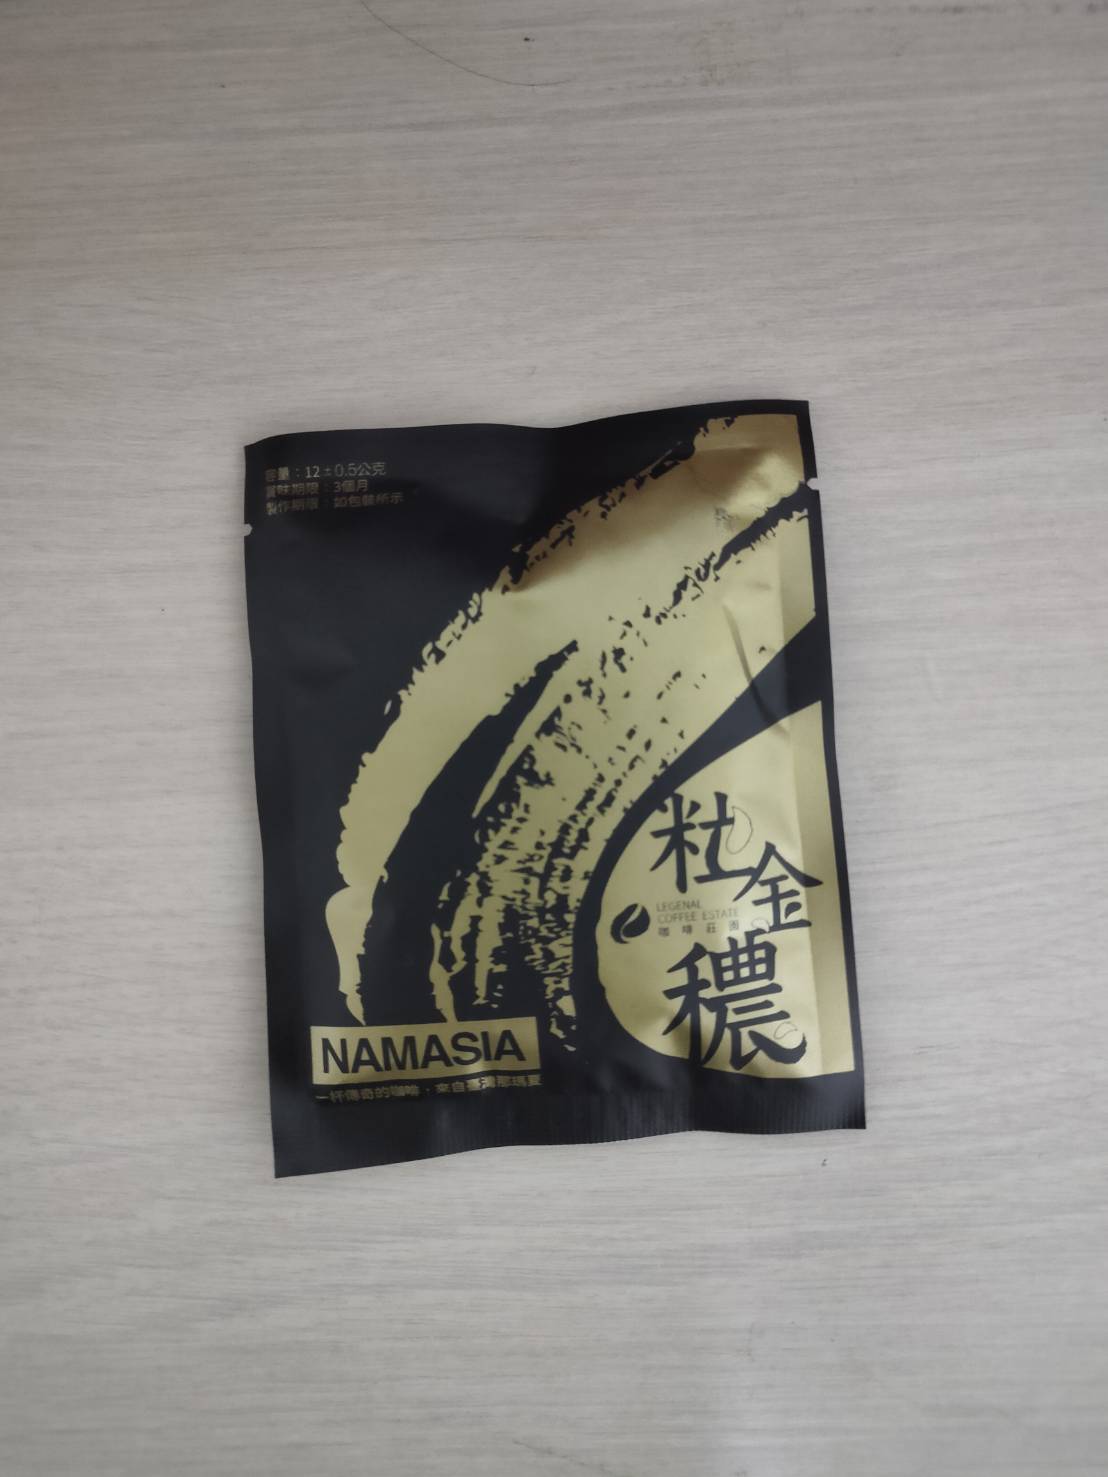 容量：12±0.5公克
賞味期限：3個月
製作期限：如包裝所示
粧
金
穠
LEGENAL
COFFEE ESTATE
咖啡莊園
NAMASIA
一杯傳奇的咖啡，來自臺灣那瑪夏